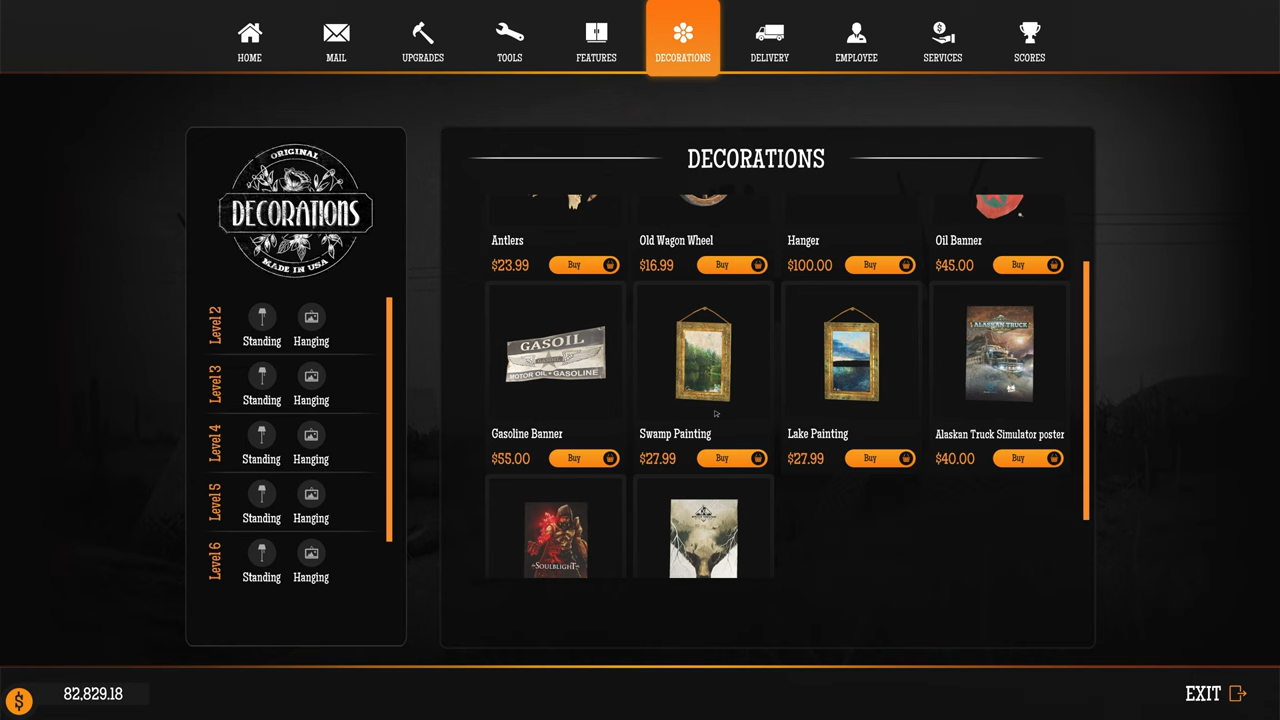 HOME MAIL UPGRADES TOOLS FEATURES DECORATIONS DELIVERY EMPLOYEE SERVICES SCORES
ORIGINAL
DECORATIONS
MADE IN USA
Level 2
Standing Hanging
Level 3
Standing Hanging
Level 4
Standing Hanging
Level 5
Standing Hanging
Level 6
Standing Hanging
DECORATIONS
Antlers Old Wagon Wheel Hanger Oil Banner
$23.99 Buy $16.99 Buy $100.00 Buy $45.00 Buy
GASOIL
MOTOR OIL • GASOLINE
ALASKAN TRUCK
Gasoline Banner Swamp Painting Lake Painting Alaskan Truck Simulator poster
$55.00 Buy $27.99 Buy $27.99 Buy $40.00 Buy
SOULBLIGHT
$ 82,829.18
EXIT